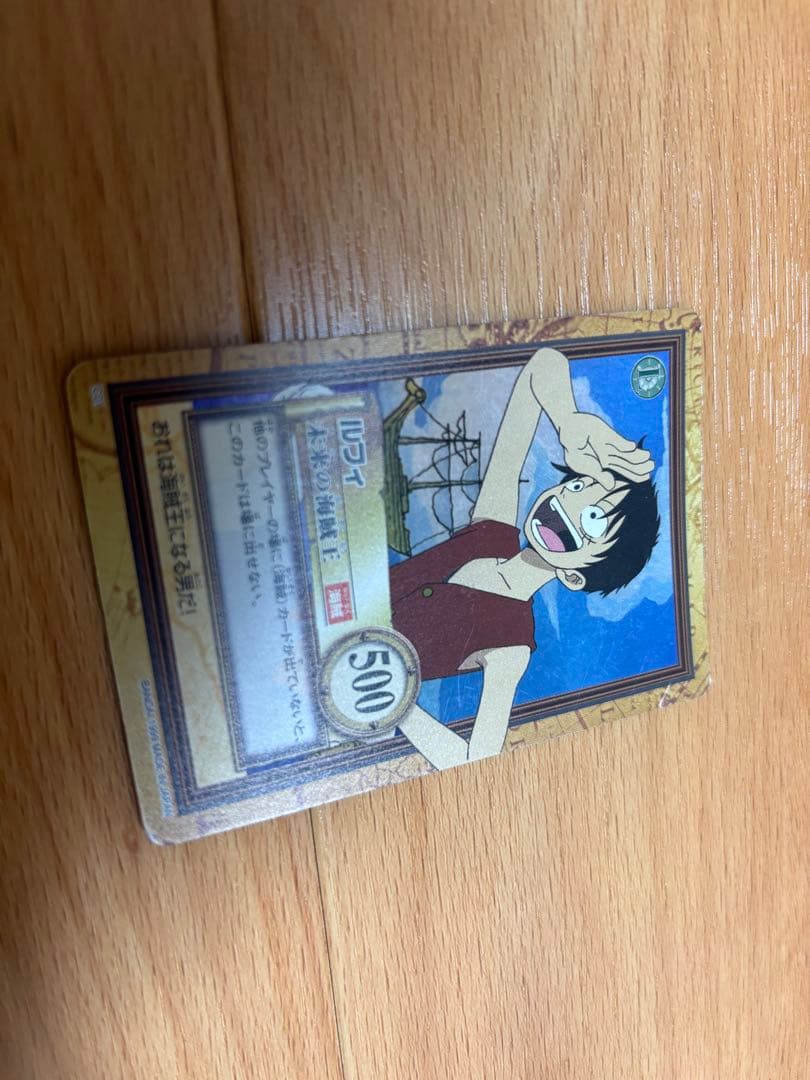 ルフィ
未来の海賊王
海賊
500
他のプレイヤーの場に〈海賊〉カードが出ていないと、
このカードは場に出せない。
おれは海賊王になる男だ!